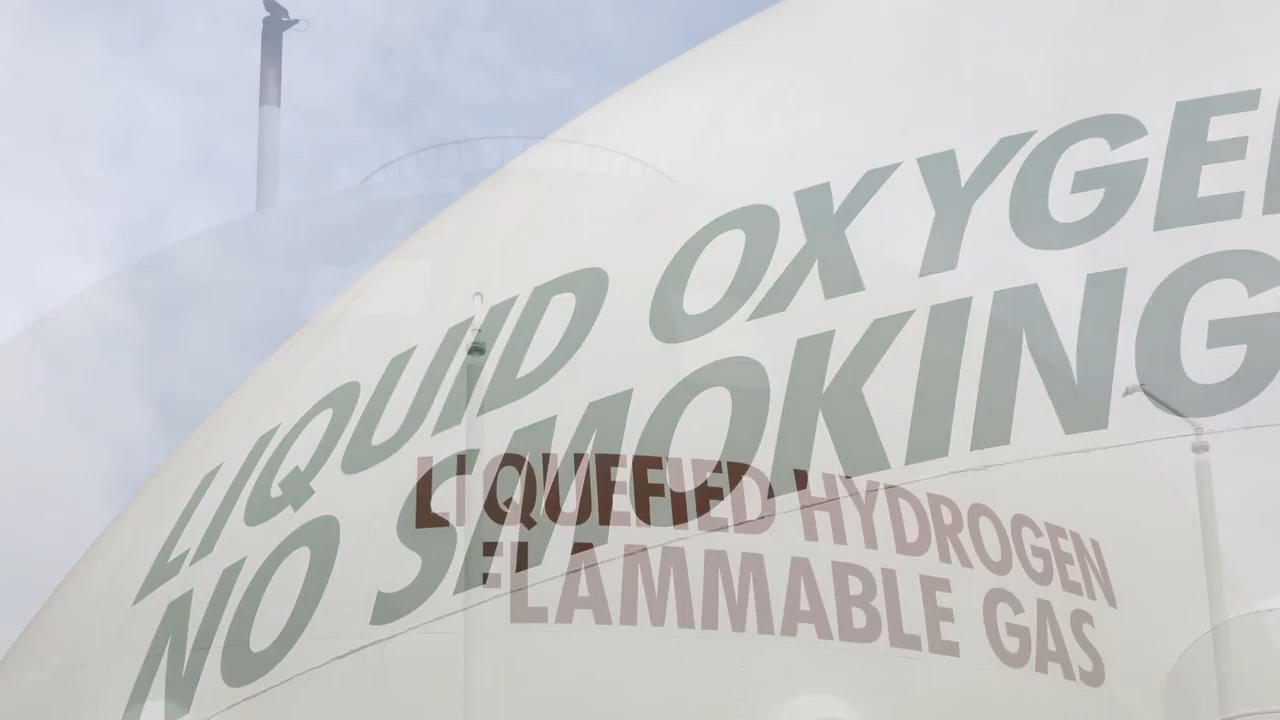 LIQUID OXYGEN
NO SMOKING
LIQUEFIED HYDROGEN
FLAMMABLE GAS